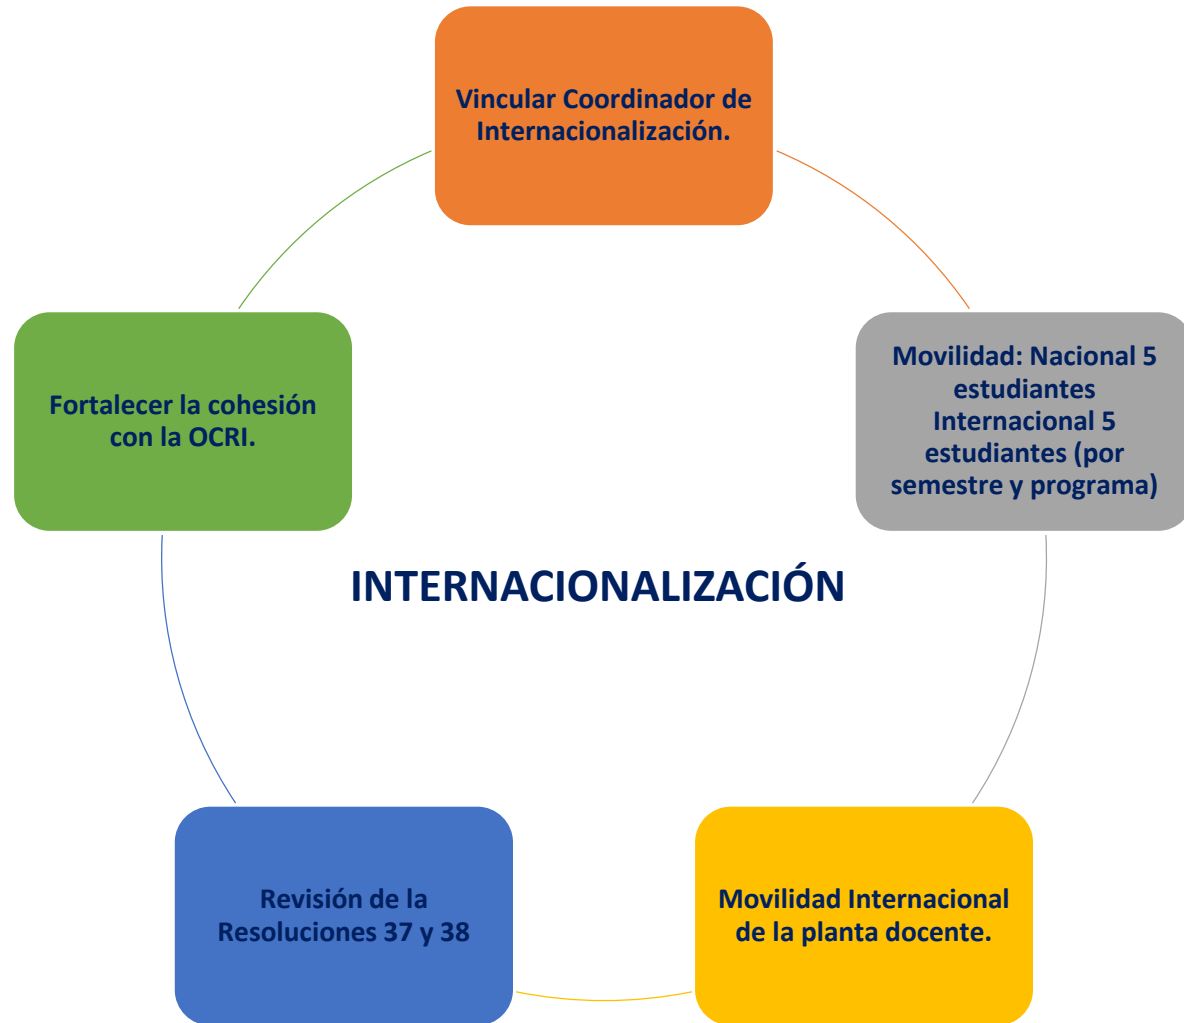 Vincular Coordinador de
Internacionalización.
Movilidad: Nacional 5
estudiantes
Internacional 5
estudiantes (por
semestre y programa)
Fortalecer la cohesión
con la OCRI.
INTERNACIONALIZACIÓN
Revisión de la
Resoluciones 37 y 38
Movilidad Internacional
de la planta docente.